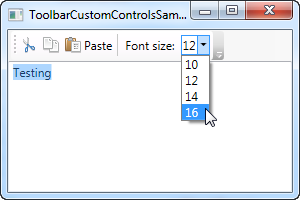 ToolbarCustomControlsSam...
Paste Font size: 12
Testing
10
12
14
16